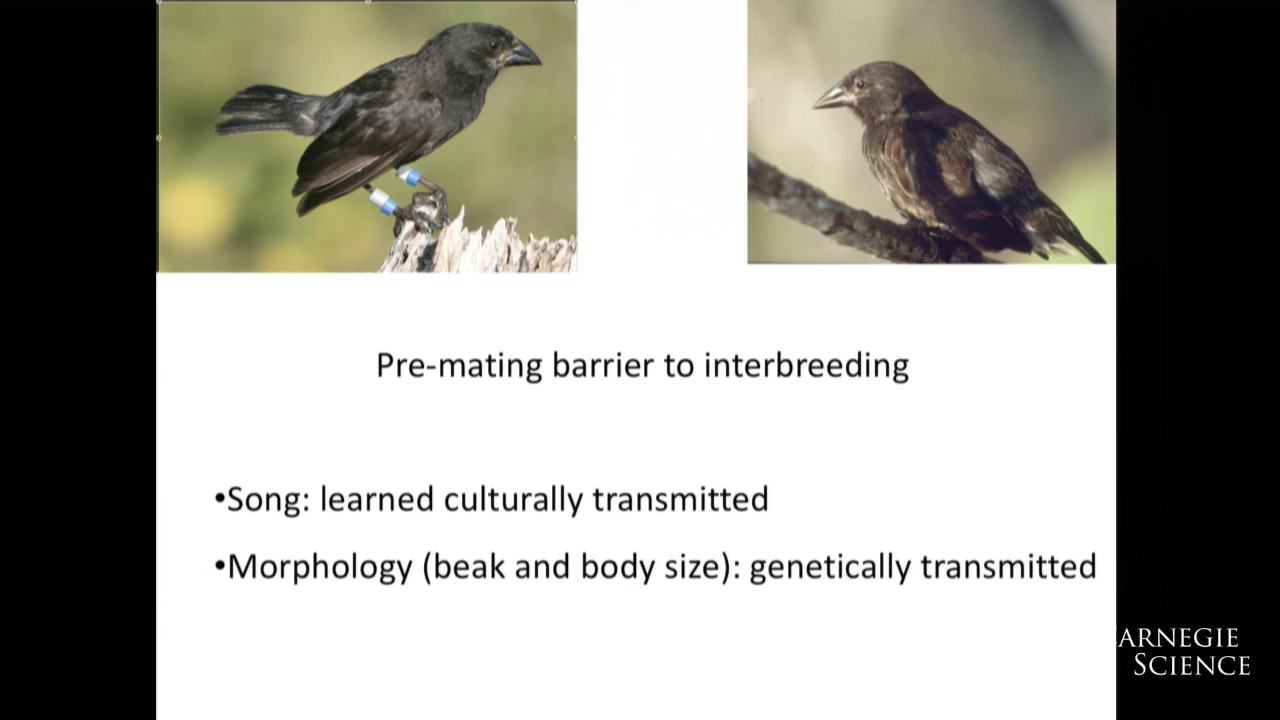 Pre-mating barrier to interbreeding
•Song: learned culturally transmitted
•Morphology (beak and body size): genetically transmitted
ARNEGIE
SCIENCE